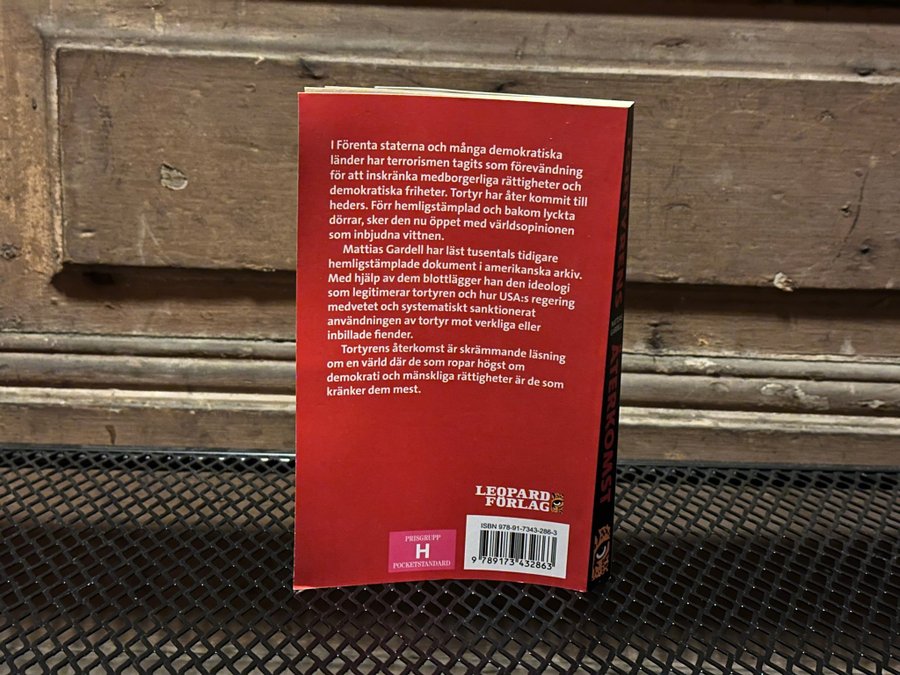 I Förenta staterna och många demokratiska
länder har terrorismen tagits som förevändning
för att inskränka medborgerliga rättigheter och
demokratiska friheter. Tortyr har åter kommit till
heders. Förr hemligstämplad och bakom lyckta
dörrar, sker den nu öppet med världsopinionen
som inbjudna vittnen.
Mattias Gardell har läst tusentals tidigare
hemligstämplade dokument i amerikanska arkiv.
Med hjälp av dem blottlägger han den ideologi
som legitimerar tortyren och hur USA:s regering
medvetet och systematiskt sanktionerat
användningen av tortyr mot verkliga eller
inbillade fiender.
Tortyrens återkomst är skrämmande läsning
om en värld där de som ropar högst om
demokrati och mänskliga rättigheter är de som
kränker dem mest.
LEOPARD
FÖRLAG
PRISGRUPP
H
POCKETSTANDARD
ISBN 978-91-7343-286-3
9 789173 432863
TORTYRENS
ÅTERKOMST